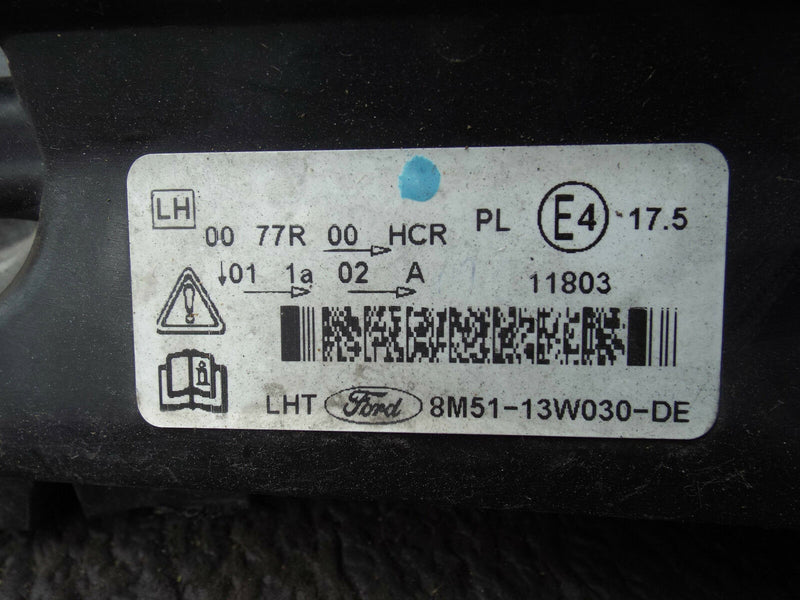 LH
00 77R 00 HCR PL E4 17.5
↓01 1a 02 A 11803
LHT Ford 8M51-13W030-DE